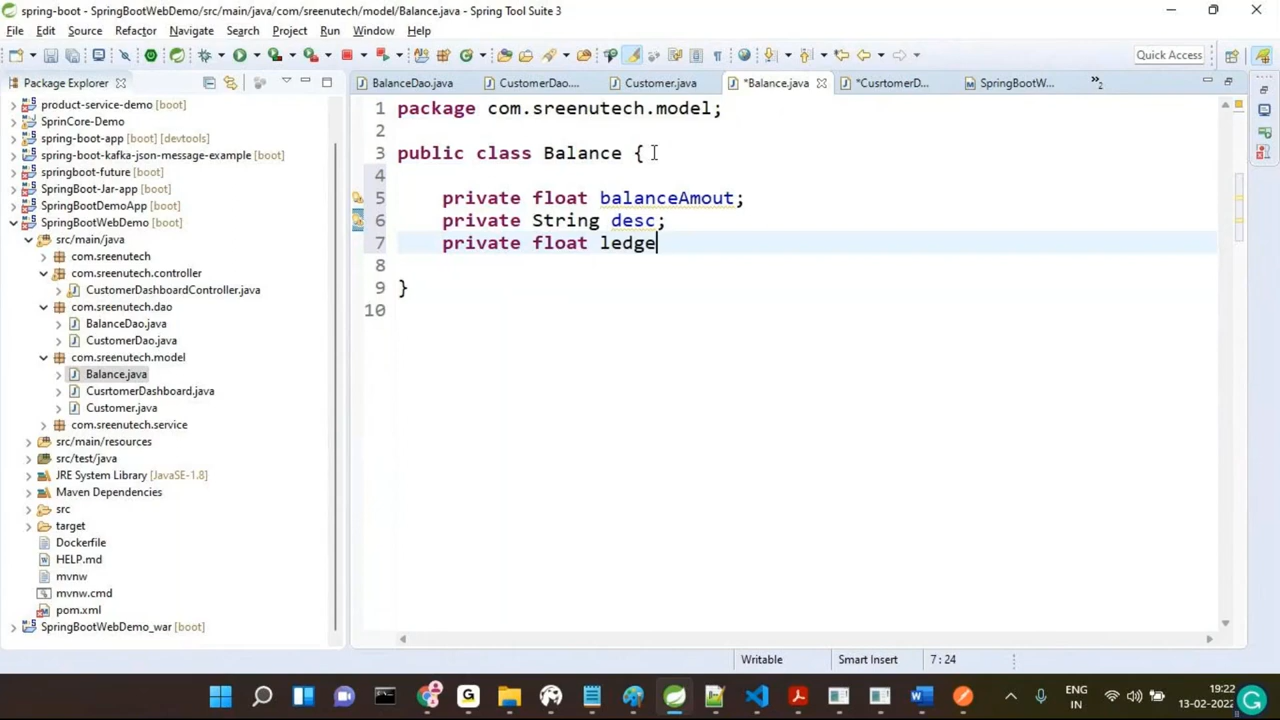 spring-boot - SpringBootWebDemo/src/main/java/com/sreenutech/model/Balance.java - Spring Tool Suite 3
File Edit Source Refactor Navigate Search Project Run Window Help
Quick Access
Package Explorer
BalanceDao.java CustomerDao.... Customer.java *Balance.java *CusrtomerD... SpringBootW... »2
product-service-demo [boot]
SprinCore-Demo
spring-boot-app [boot] [devtools]
spring-boot-kafka-json-message-example [boot]
springboot-future [boot]
SpringBoot-Jar-app [boot]
SpringBootDemoApp [boot]
SpringBootWebDemo [boot]
src/main/java
com.sreenutech
com.sreenutech.controller
CustomerDashboardController.java
com.sreenutech.dao
BalanceDao.java
CustomerDao.java
com.sreenutech.model
Balance.java
CusrtomerDashboard.java
Customer.java
com.sreenutech.service
src/main/resources
src/test/java
JRE System Library [JavaSE-1.8]
Maven Dependencies
src
target
Dockerfile
HELP.md
mvnw
mvnw.cmd
pom.xml
SpringBootWebDemo_war [boot]
1 package com.sreenutech.model;
2
3 public class Balance {
4
5 private float balanceAmout;
6 private String desc;
7 private float ledge
8
9 }
10
Writable Smart Insert 7 : 24
ENG
IN
19:22
13-02-2022